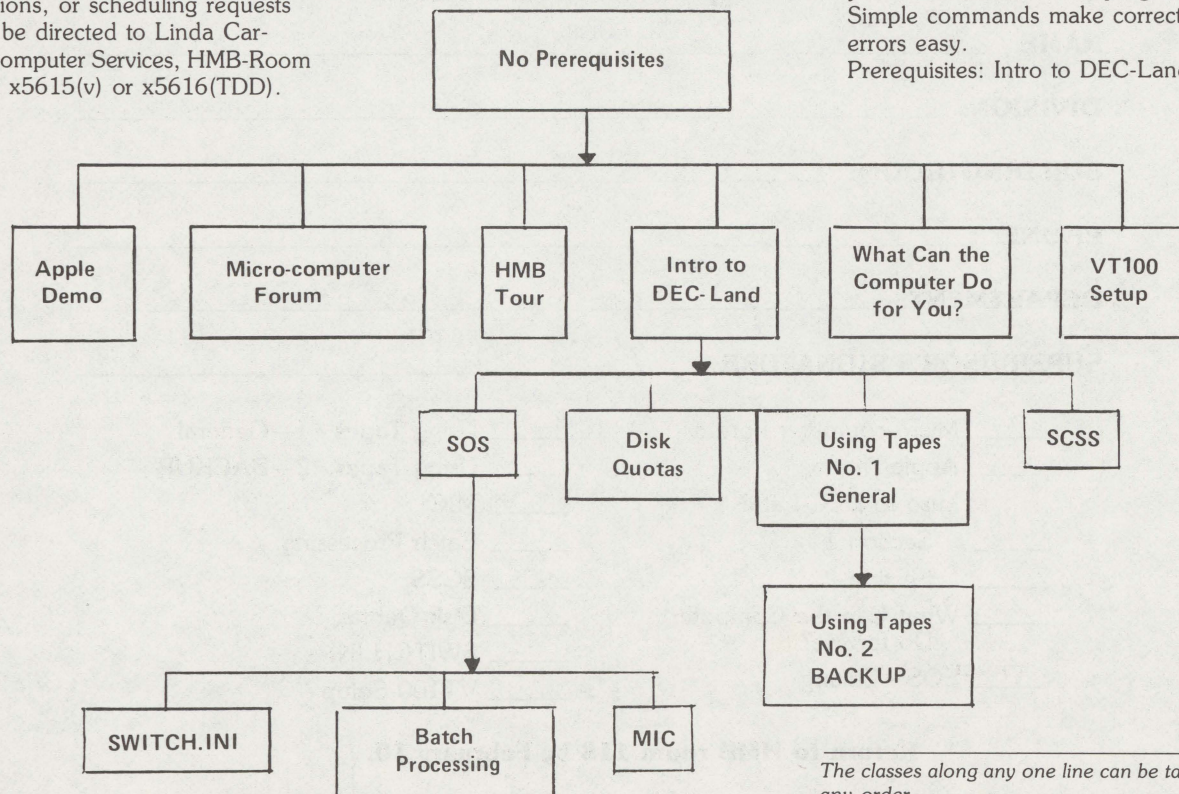 ions, or scheduling requests
be directed to Linda Car-
omputer Services, HMB-Room
x5615(v) or x5616(TDD).
Simple commands make correct
errors easy.
Prerequisites: Intro to DEC-Land
No Prerequisites
Apple
Demo
Micro-computer
Forum
HMB
Tour
Intro to
DEC-Land
What Can the
Computer Do
for You?
VT100
Setup
SOS
Disk
Quotas
Using Tapes
No. 1
General
SCSS
Using Tapes
No. 2
BACKUP
SWITCH.INI
Batch
Processing
MIC
The classes along any one line can be ta
any order